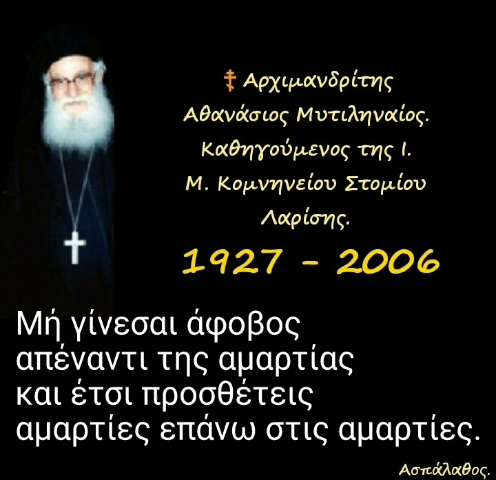 ‡ Αρχιμανδρίτης
Αθανάσιος Μυτιληναίος.
Καθηγούμενος της Ι.
Μ. Κομνηνείου Στομίου
Λαρίσης.
1927 - 2006
Μή γίνεσαι άφοβος
απέναντι της αμαρτίας
και έτσι προσθέτεις
αμαρτίες επάνω στις αμαρτίες.
Ασπάλαθος.